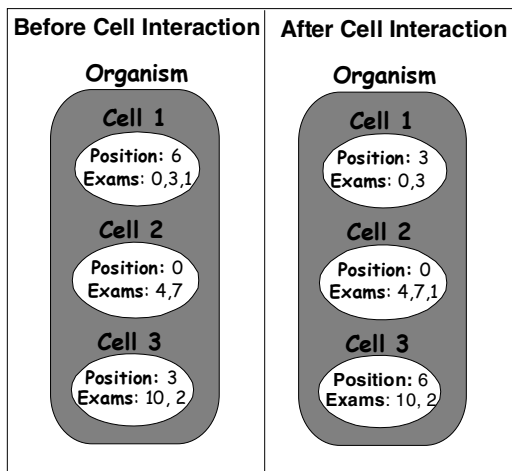 Before Cell Interaction
Organism
Cell 1
Position: 6
Exams: 0,3,1
Cell 2
Position: 0
Exams: 4,7
Cell 3
Position: 3
Exams: 10, 2
After Cell Interaction
Organism
Cell 1
Position: 3
Exams: 0,3
Cell 2
Position: 0
Exams: 4,7,1
Cell 3
Position: 6
Exams: 10, 2